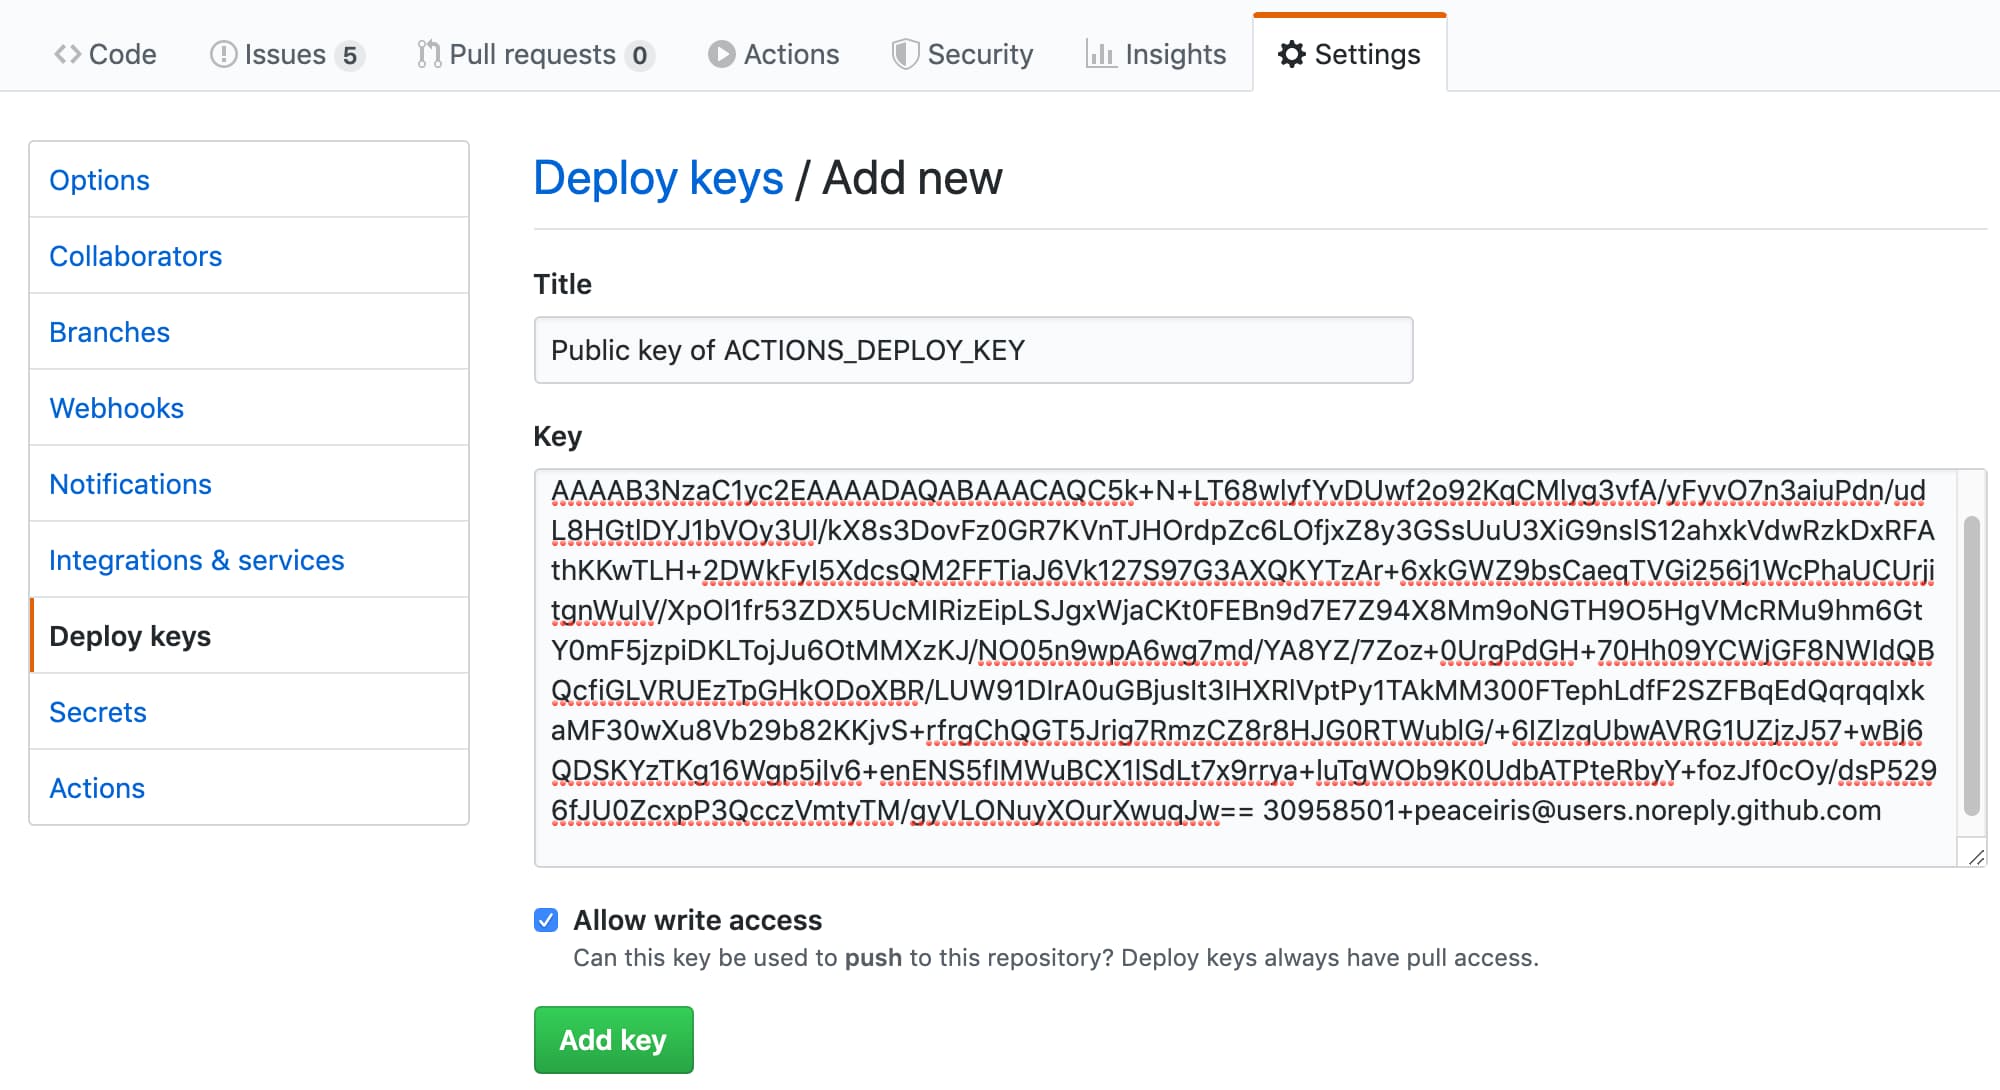 Code Issues 5 Pull requests 0 Actions Security Insights Settings
Options
Collaborators
Branches
Webhooks
Notifications
Integrations & services
Deploy keys
Secrets
Actions
Deploy keys / Add new
Title
Public key of ACTIONS_DEPLOY_KEY
Key
AAAAB3NzaC1yc2EAAAADAQABAAACAQC5k+N+LT68wlyfYvDUwf2o92KqCMlyg3vfA/yFyvO7n3aiuPdn/ud
L8HGtlDYJ1bVOy3Ul/kX8s3DovFz0GR7KVnTJHOrdpZc6LOfjxZ8y3GSsUuU3XiG9nslS12ahxkVdwRzkDxRFA
thKKwTLH+2DWkFyI5XdcsQM2FFTiaJ6Vk127S97G3AXQKYTzAr+6xkGWZ9bsCaeqTVGi256j1WcPhaUCUrji
tgnWuIV/XpOl1fr53ZDX5UcMIRizEipLSJgxWjaCKt0FEBn9d7E7Z94X8Mm9oNGTH9O5HgVMcRMu9hm6Gt
Y0mF5jzpiDKLTojJu6OtMMXzKJ/NO05n9wpA6wg7md/YA8YZ/7Zoz+0UrgPdGH+70Hh09YCWjGF8NWIdQB
QcfiGLVRUEzTpGHkODoXBR/LUW91DIrA0uGBjusIt3IHXRlVptPy1TAkMM300FTephLdfF2SZFBqEdQqrqqIxk
aMF30wXu8Vb29b82KKjvS+rfrgChQGT5Jrig7RmzCZ8r8HJG0RTWublG/+6IZlzqUbwAVRG1UZjzJ57+wBj6
QDSKYzTKg16Wgp5jIv6+enENS5fIMWuBCX1lSdLt7x9rrya+luTgWOb9K0UdbATPteRbyY+fozJf0cOy/dsP529
6fJU0ZcxpP3QcczVmtyTM/gyVLONuyXOurXwuqJw== 30958501+peaceiris@users.noreply.github.com
Allow write access
Can this key be used to push to this repository? Deploy keys always have pull access.
Add key